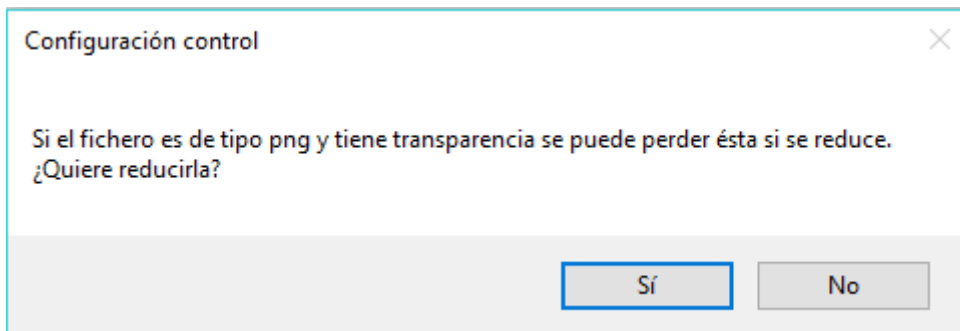 Configuración control
Si el fichero es de tipo png y tiene transparencia se puede perder ésta si se reduce.
¿Quiere reducirla?
Sí
No